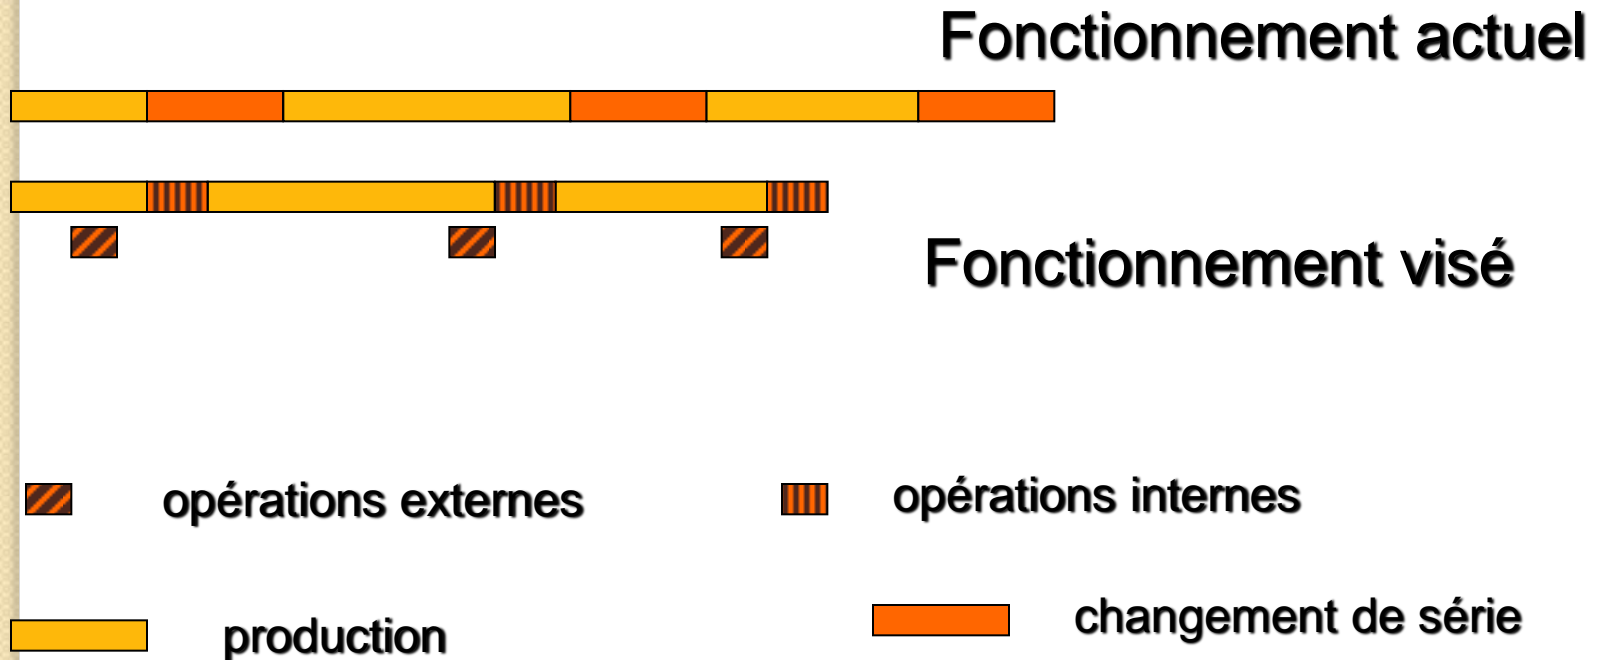 Fonctionnement actuel
Fonctionnement visé
opérations externes
opérations internes
production
changement de série